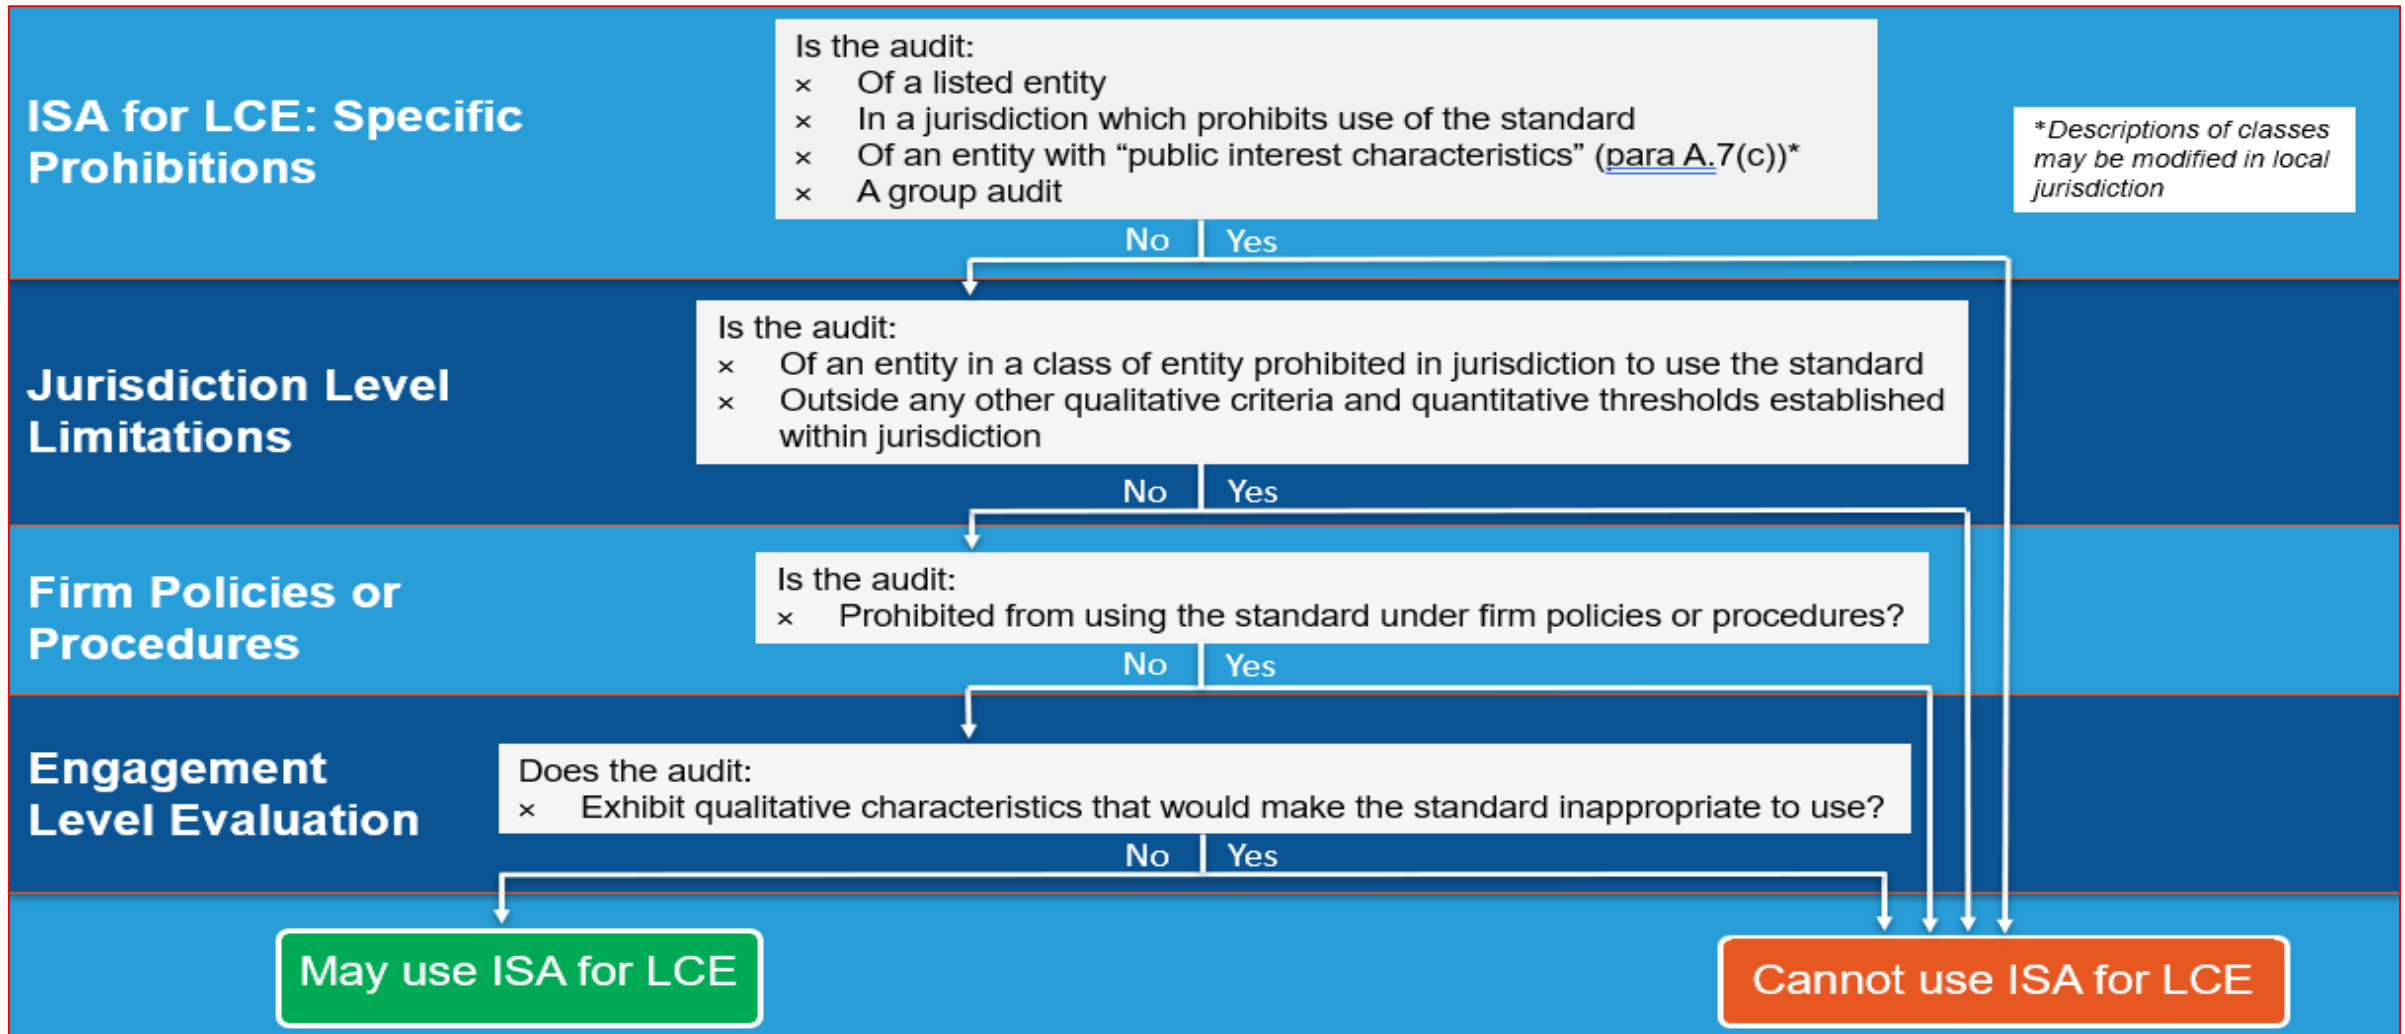 ISA for LCE: Specific
Prohibitions
Is the audit:
× Of a listed entity
× In a jurisdiction which prohibits use of the standard
× Of an entity with “public interest characteristics” (para A.7(c))*
× A group audit
*Descriptions of classes
may be modified in local
jurisdiction
No Yes
Jurisdiction Level
Limitations
Is the audit:
× Of an entity in a class of entity prohibited in jurisdiction to use the standard
× Outside any other qualitative criteria and quantitative thresholds established
within jurisdiction
No Yes
Firm Policies or
Procedures
Is the audit:
× Prohibited from using the standard under firm policies or procedures?
No Yes
Engagement
Level Evaluation
Does the audit:
× Exhibit qualitative characteristics that would make the standard inappropriate to use?
No Yes
May use ISA for LCE
Cannot use ISA for LCE